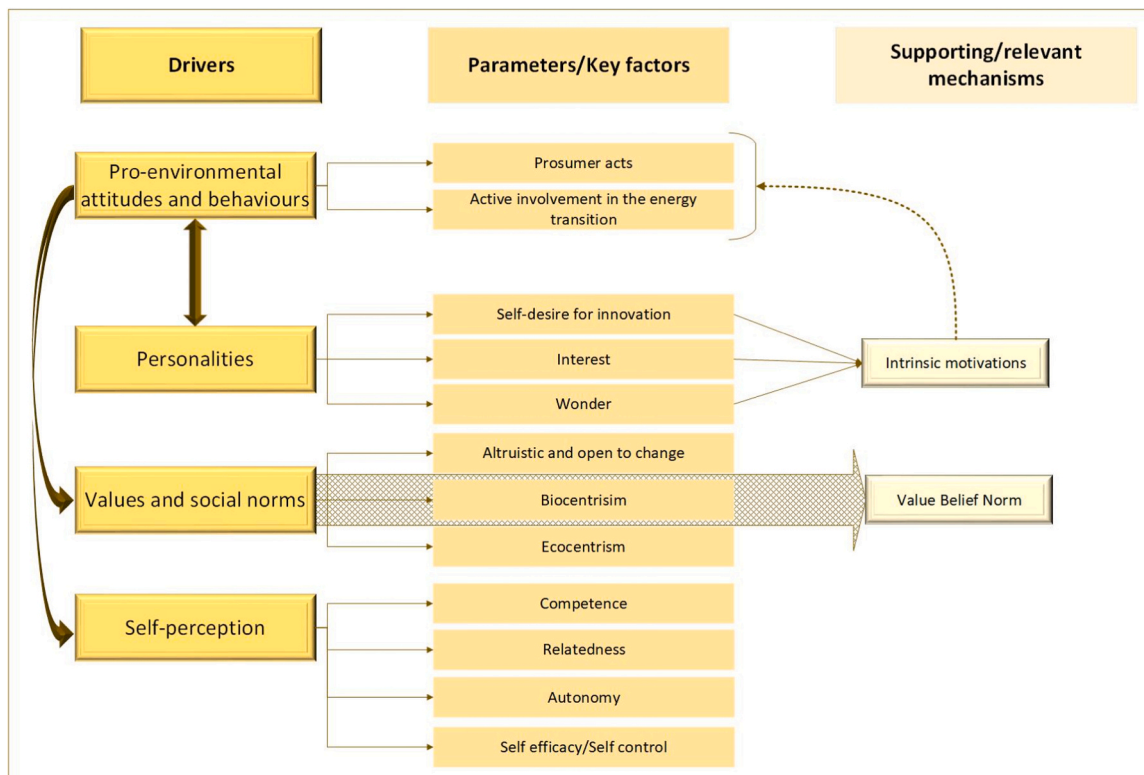 Drivers
Parameters/Key factors
Supporting/relevant
mechanisms
Pro-environmental
attitudes and behaviours
Prosumer acts
Active involvement in the energy
transition
Personalities
Self-desire for innovation
Interest
Wonder
Intrinsic motivations
Values and social norms
Altruistic and open to change
Biocentrisim
Ecocentrism
Value Belief Norm
Self-perception
Competence
Relatedness
Autonomy
Self efficacy/Self control